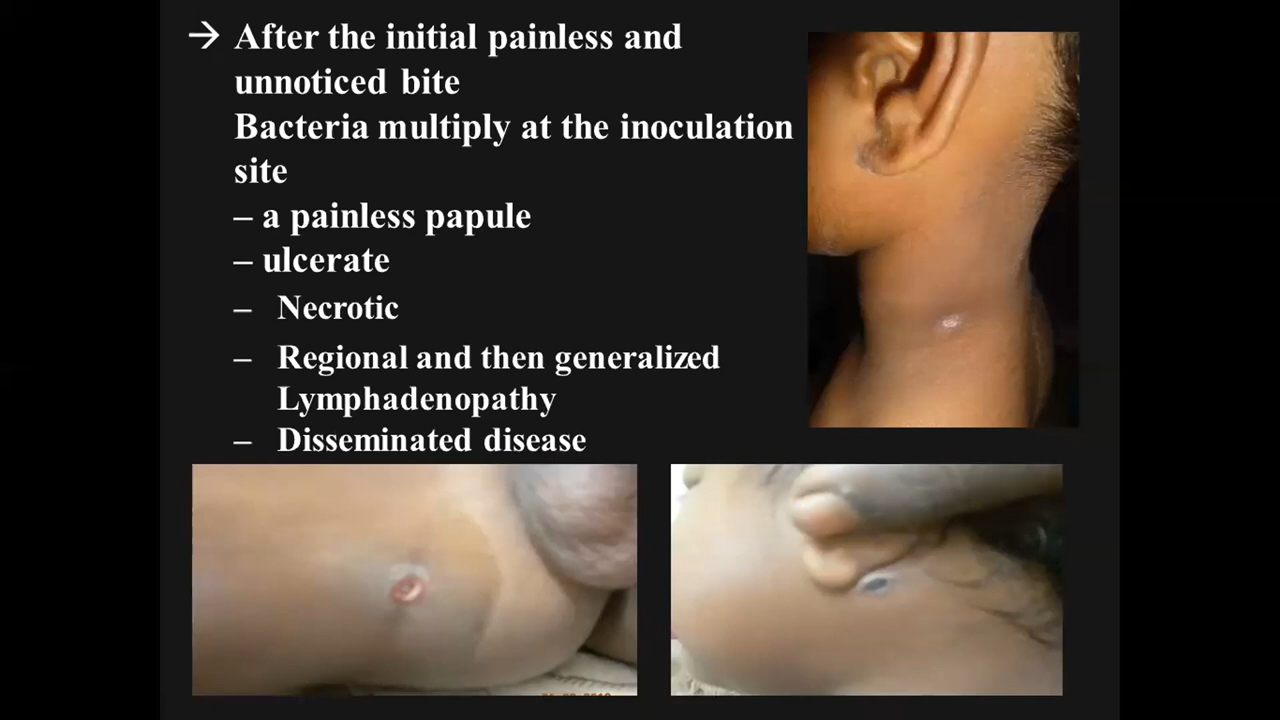 → After the initial painless and
unnoticed bite
Bacteria multiply at the inoculation
site
– a painless papule
– ulcerate
– Necrotic
– Regional and then generalized
Lymphadenopathy
– Disseminated disease